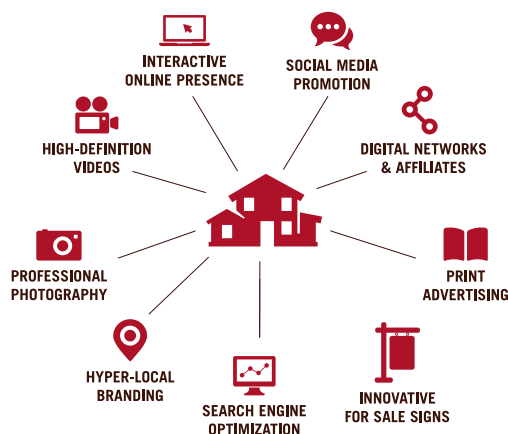 INTERACTIVE
ONLINE PRESENCE
SOCIAL MEDIA
PROMOTION
HIGH-DEFINITION
VIDEOS
DIGITAL NETWORKS
& AFFILIATES
PROFESSIONAL
PHOTOGRAPHY
PRINT
ADVERTISING
HYPER-LOCAL
BRANDING
SEARCH ENGINE
OPTIMIZATION
INNOVATIVE
FOR SALE SIGNS